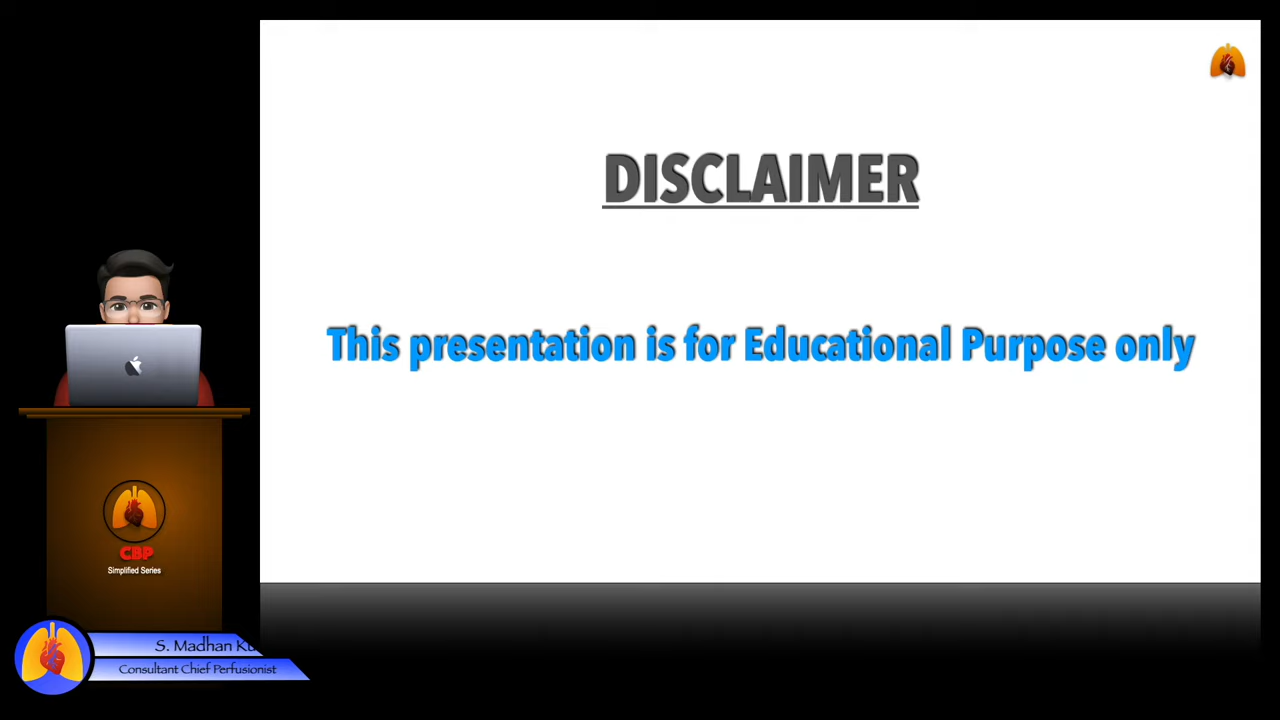 DISCLAIMER
This presentation is for Educational Purpose only
CBP
Simplified Series
S. Madhan
Consultant Chief Perfusionist